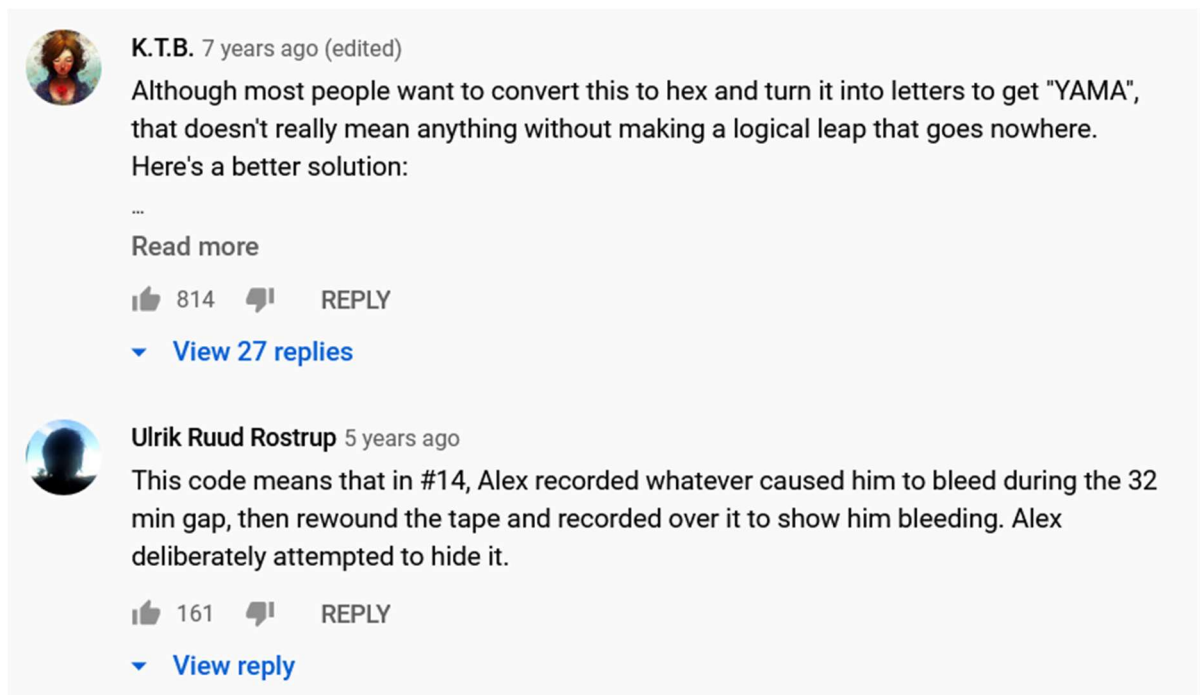 K.T.B. 7 years ago (edited)
Although most people want to convert this to hex and turn it into letters to get "YAMA",
that doesn't really mean anything without making a logical leap that goes nowhere.
Here's a better solution:
...
Read more
814 REPLY
View 27 replies
Ulrik Ruud Rostrup 5 years ago
This code means that in #14, Alex recorded whatever caused him to bleed during the 32
min gap, then rewound the tape and recorded over it to show him bleeding. Alex
deliberately attempted to hide it.
161 REPLY
View reply